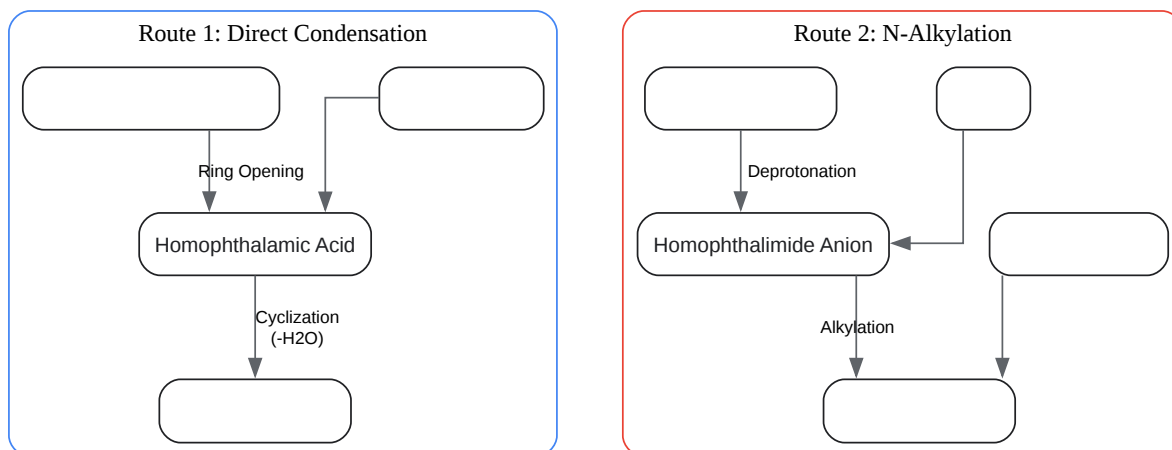 Route 1: Direct Condensation
Ring Opening
Homophthalamic Acid
Cyclization
(-H2O)
Route 2: N-Alkylation
Deprotonation
Homophthalimide Anion
Alkylation